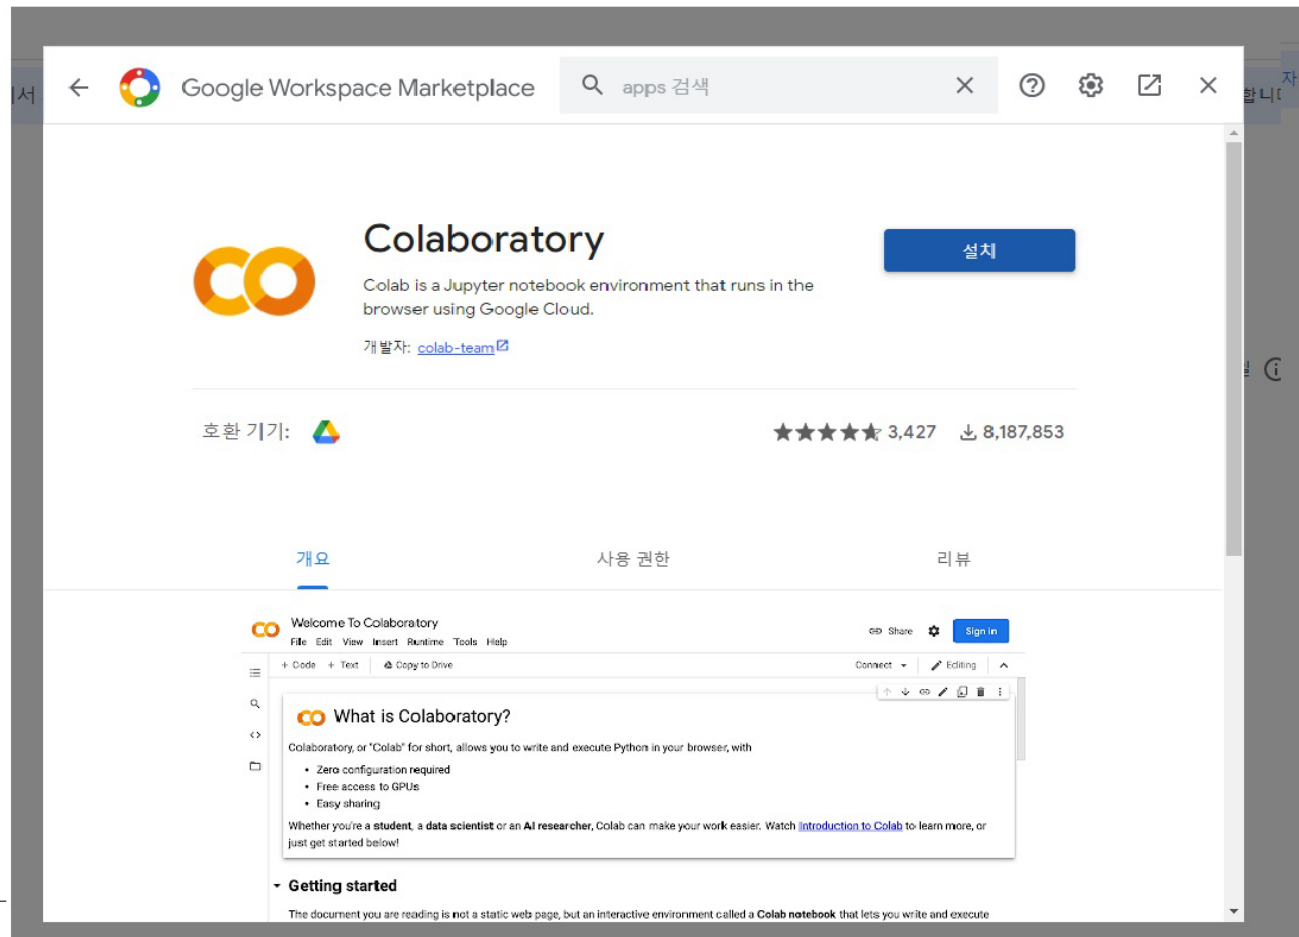 Google Workspace Marketplace
apps 검색
Colaboratory
설치
Colab is a Jupyter notebook environment that runs in the
browser using Google Cloud.
개발자: colab-team
호환 기기:
3,427
8,187,853
개요
사용 권한
리뷰
Welcome To Colaboratory
File Edit View Insert Runtime Tools Help
Share
Sign in
+ Code + Text Copy to Drive
Connect
Editing
What is Colaboratory?
Colaboratory, or "Colab" for short, allows you to write and execute Python in your browser, with
• Zero configuration required
• Free access to GPUs
• Easy sharing
Whether you're a student, a data scientist or an AI researcher, Colab can make your work easier. Watch Introduction to Colab to learn more, or
just get started below!
Getting started
The document you are reading is not a static web page, but an interactive environment called a Colab notebook that lets you write and execute